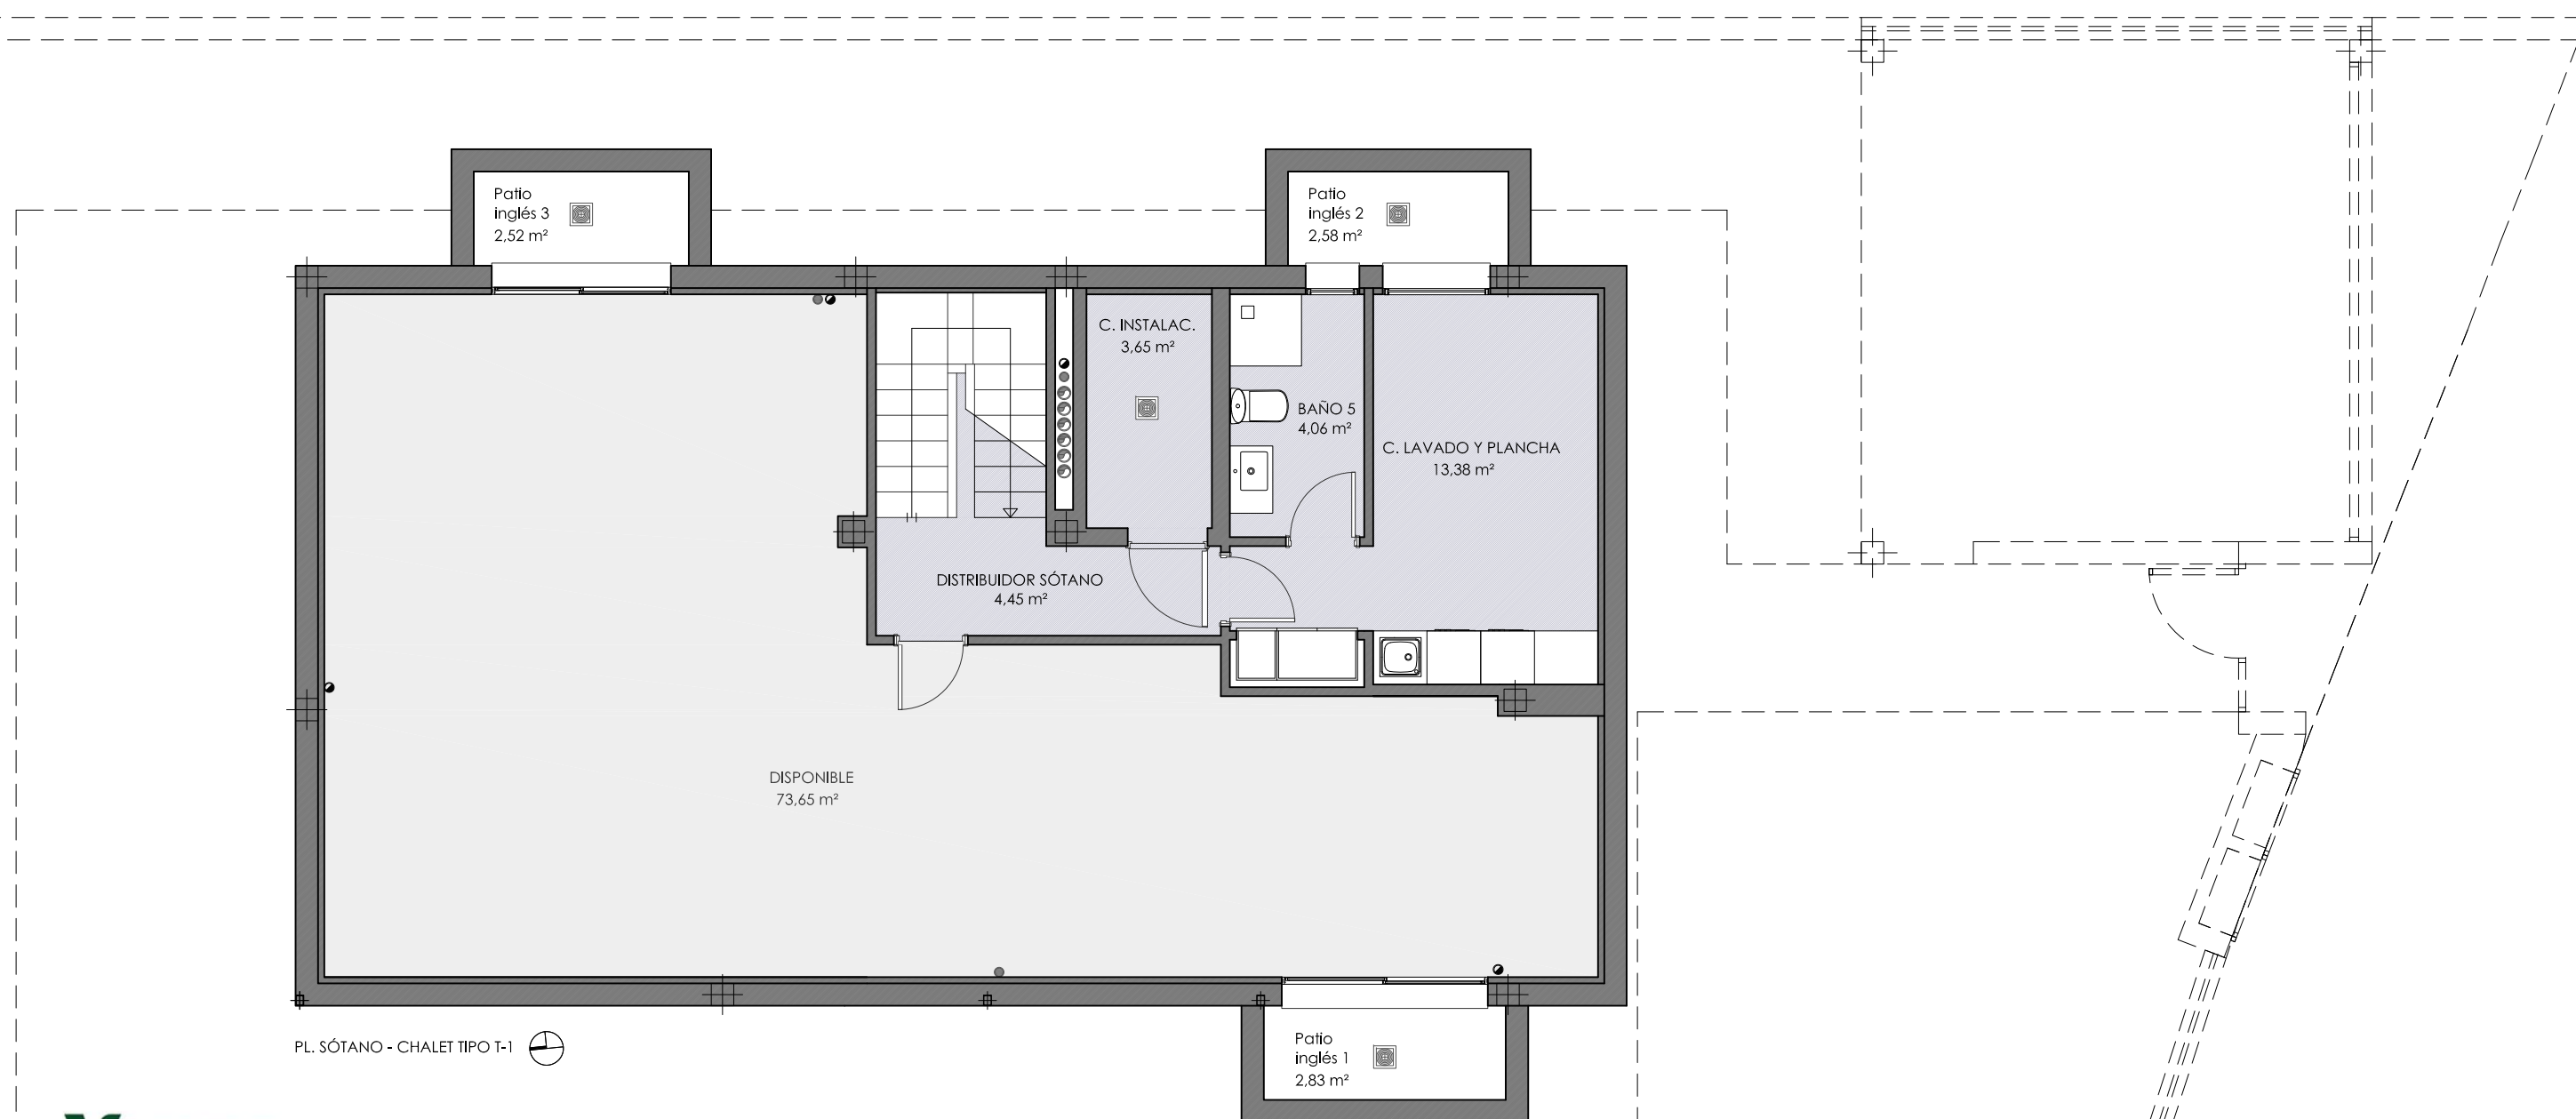 Patio
inglés 3
2,52 m²
Patio
inglés 2
2,58 m²
C. INSTALAC.
3,65 m²
BAÑO 5
4,06 m²
C. LAVADO Y PLANCHA
13,38 m²
DISTRIBUIDOR SÓTANO
4,45 m²
DISPONIBLE
73,65 m²
PL. SÓTANO - CHALET TIPO T-1
Patio
inglés 1
2,83 m²